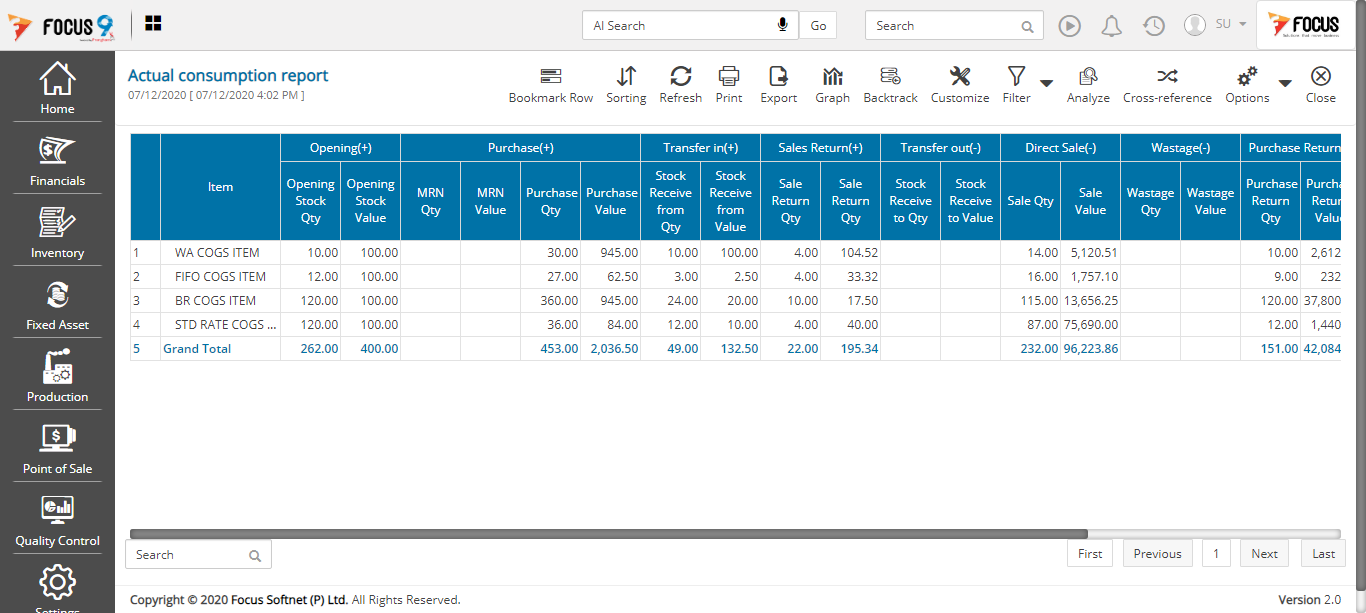 FOCUS 9
AI Search
Go
Search
SU
FOCUS
Home
Financials
Inventory
Fixed Asset
Production
Point of Sale
Quality Control
Settings
Actual consumption report
07/12/2020 [ 07/12/2020 4:02 PM ]
Bookmark Row Sorting Refresh Print Export Graph Backtrack Customize Filter Analyze Cross-reference Options Close
Opening(+) Purchase(+) Transfer in(+) Sales Return(+) Transfer out(-) Direct Sale(-) Wastage(-) Purchase Return
Item
Opening Stock Qty
Opening Stock Value
MRN Qty
MRN Value
Purchase Qty
Purchase Value
Stock Receive from Qty
Stock Receive from Value
Sale Return Qty
Sale Return Qty
Stock Receive to Qty
Stock Receive to Value
Sale Qty
Sale Value
Wastage Qty
Wastage Value
Purchase Return Qty
Purcha Retur Valu
1 WA COGS ITEM 10.00 100.00 30.00 945.00 10.00 100.00 4.00 104.52 14.00 5,120.51 10.00 2,612
2 FIFO COGS ITEM 12.00 100.00 27.00 62.50 3.00 2.50 4.00 33.32 16.00 1,757.10 9.00 232
3 BR COGS ITEM 120.00 100.00 360.00 945.00 24.00 20.00 10.00 17.50 115.00 13,656.25 120.00 37,800
4 STD RATE COGS ... 120.00 100.00 36.00 84.00 12.00 10.00 4.00 40.00 87.00 75,690.00 12.00 1,440
5 Grand Total 262.00 400.00 453.00 2,036.50 49.00 132.50 22.00 195.34 232.00 96,223.86 151.00 42,084
Search
First Previous 1 Next Last
Copyright © 2020 Focus Softnet (P) Ltd. All Rights Reserved.
Version 2.0